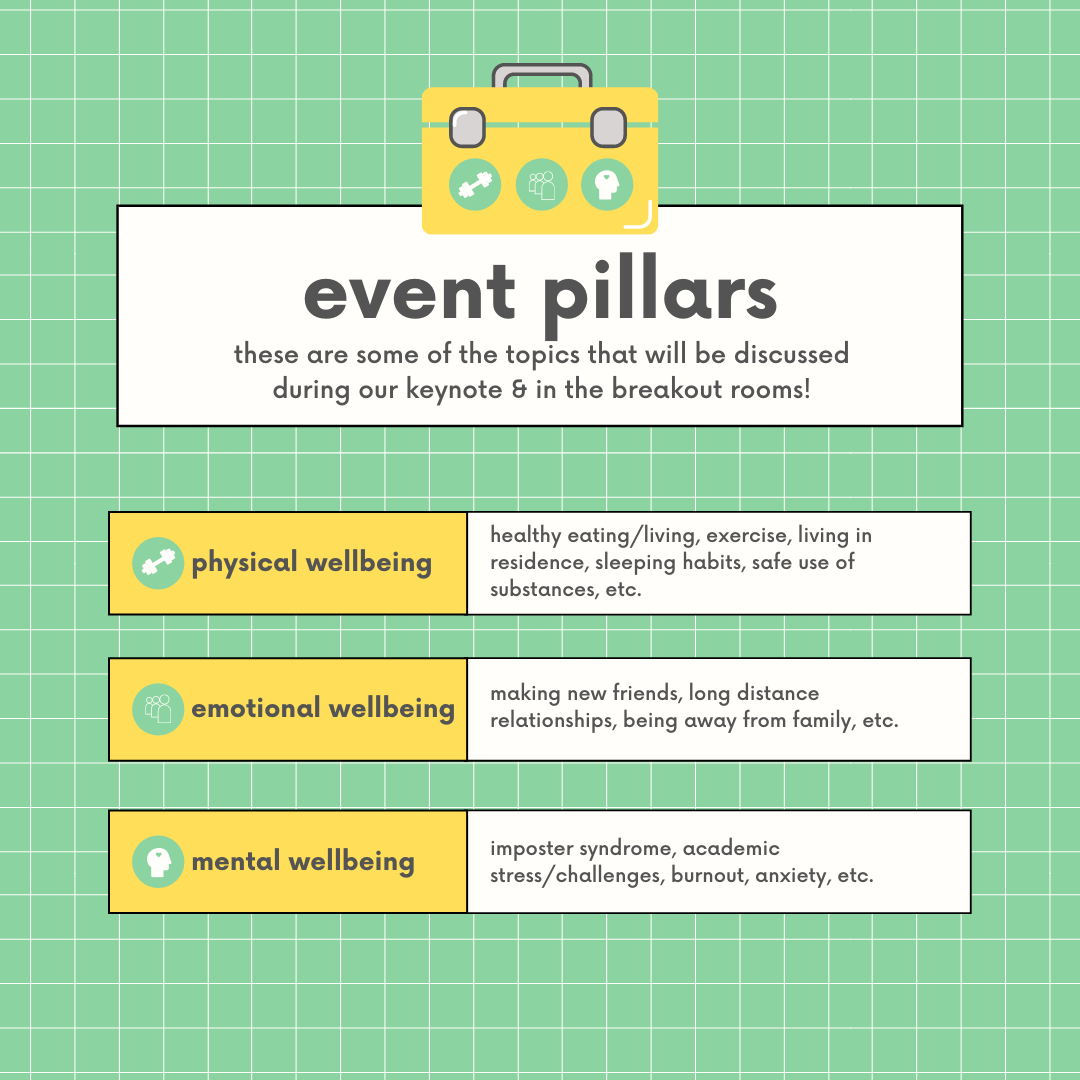 event pillars
these are some of the topics that will be discussed
during our keynote & in the breakout rooms!
physical wellbeing
healthy eating/living, exercise, living in
residence, sleeping habits, safe use of
substances, etc.
emotional wellbeing
making new friends, long distance
relationships, being away from family, etc.
mental wellbeing
imposter syndrome, academic
stress/challenges, burnout, anxiety, etc.